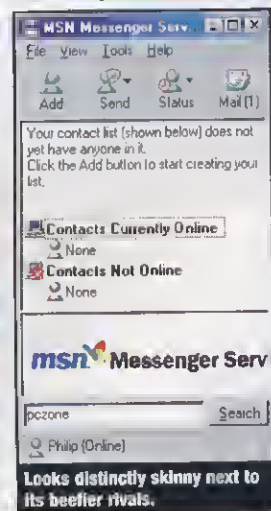 MSN Messenger Serv...
File View Tools Help
Add Send Status Mail (1)
Your contact list (shown below) does not
yet have anyone in it.
Click the Add button to start creating your
list.
Contacts Currently Online
None
Contacts Not Online
None
msn Messenger Serv
pczone Search
Philip (Online)
Looks distinctly skinny next to
its beefier rivals.